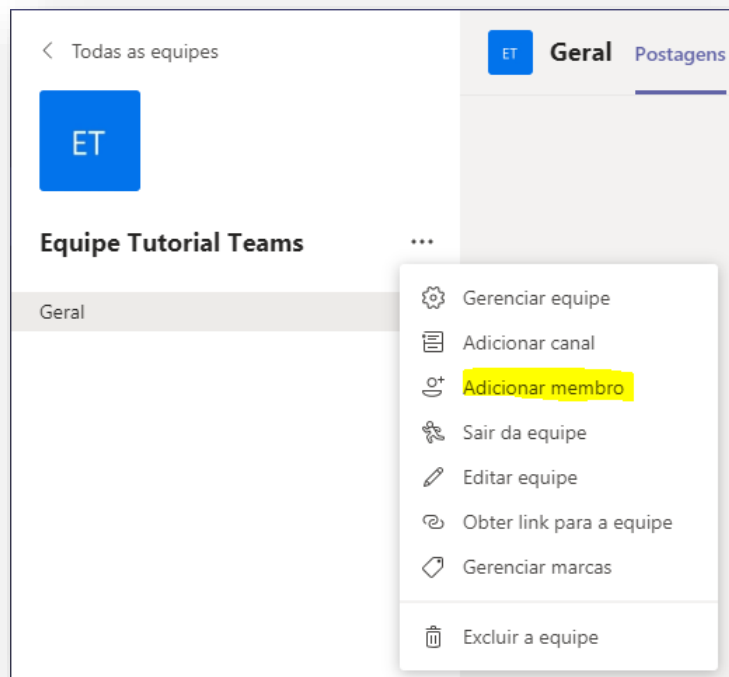 Todas as equipes
ET
Equipe Tutorial Teams
Geral
ET Geral Postagens
Gerenciar equipe
Adicionar canal
Adicionar membro
Sair da equipe
Editar equipe
Obter link para a equipe
Gerenciar marcas
Excluir a equipe